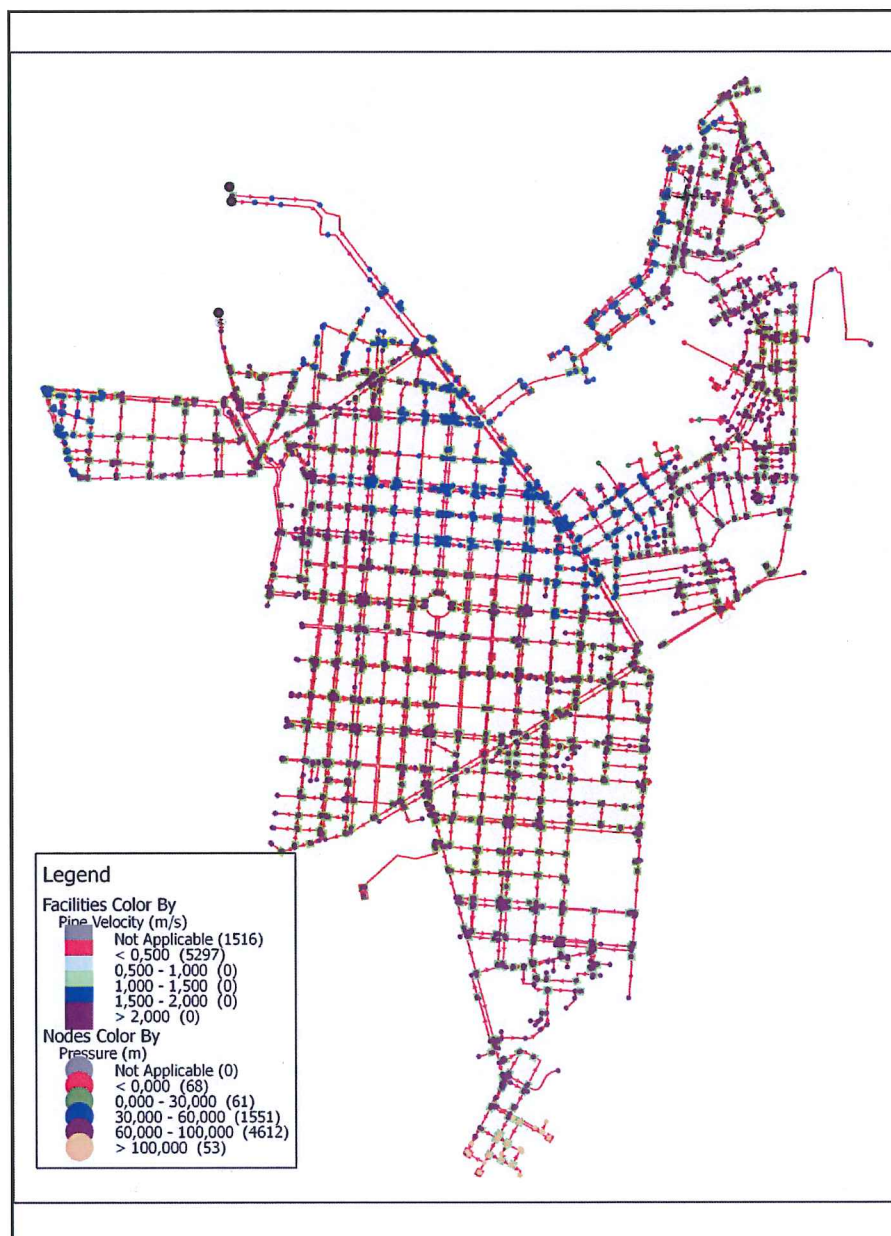 Legend
Facilities Color By
Pipe Velocity (m/s)
Not Applicable (1516)
< 0,500 (5297)
0,500 - 1,000 (0)
1,000 - 1,500 (0)
1,500 - 2,000 (0)
> 2,000 (0)
Nodes Color By
Pressure (m)
Not Applicable (0)
< 0,000 (68)
0,000 - 30,000 (61)
30,000 - 60,000 (1551)
60,000 - 100,000 (4612)
> 100,000 (53)